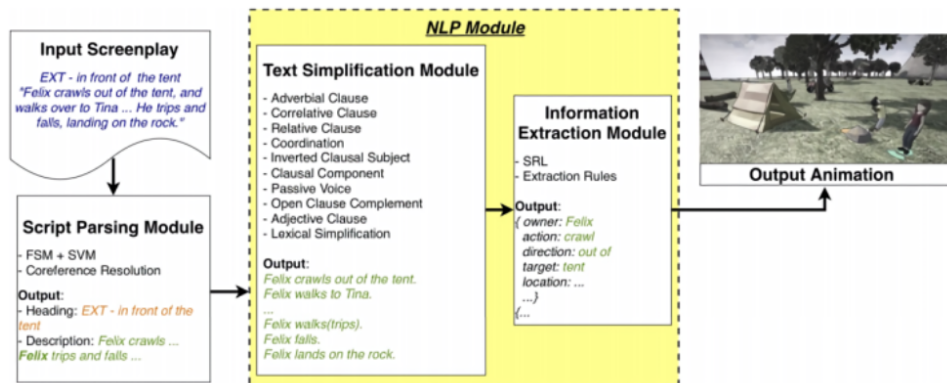 Input Screenplay
EXT - in front of the tent
"Felix crawls out of the tent, and
walks over to Tina ... He trips and
falls, landing on the rock."
Script Parsing Module
- FSM + SVM
- Coreference Resolution
Output:
- Heading: EXT - in front of the
tent
- Description: Felix crawls ...
Felix trips and falls ...
NLP Module
Text Simplification Module
- Adverbial Clause
- Correlative Clause
- Relative Clause
- Coordination
- Inverted Clausal Subject
- Clausal Component
- Passive Voice
- Open Clause Complement
- Adjective Clause
- Lexical Simplification
Output:
Felix crawls out of the tent.
Felix walks to Tina.
...
Felix walks(trips).
Felix falls.
Felix lands on the rock.
Information
Extraction Module
- SRL
- Extraction Rules
Output:
{ owner: Felix
action: crawl
direction: out of
target: tent
location: ...
...}
{...
Output Animation